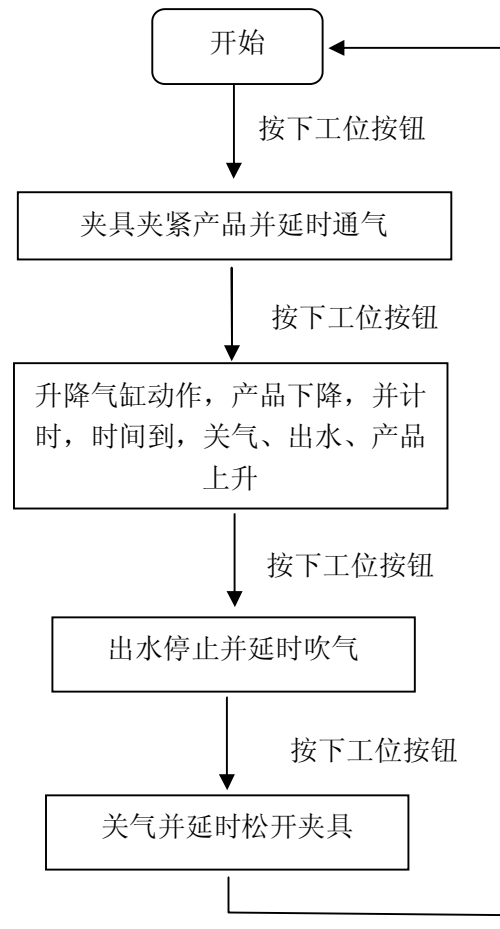 开始
按下工位按钮
夹具夹紧产品并延时通气
按下工位按钮
升降气缸动作，产品下降，并计
时，时间到，关气、出水、产品
上升
按下工位按钮
出水停止并延时吹气
按下工位按钮
关气并延时松开夹具